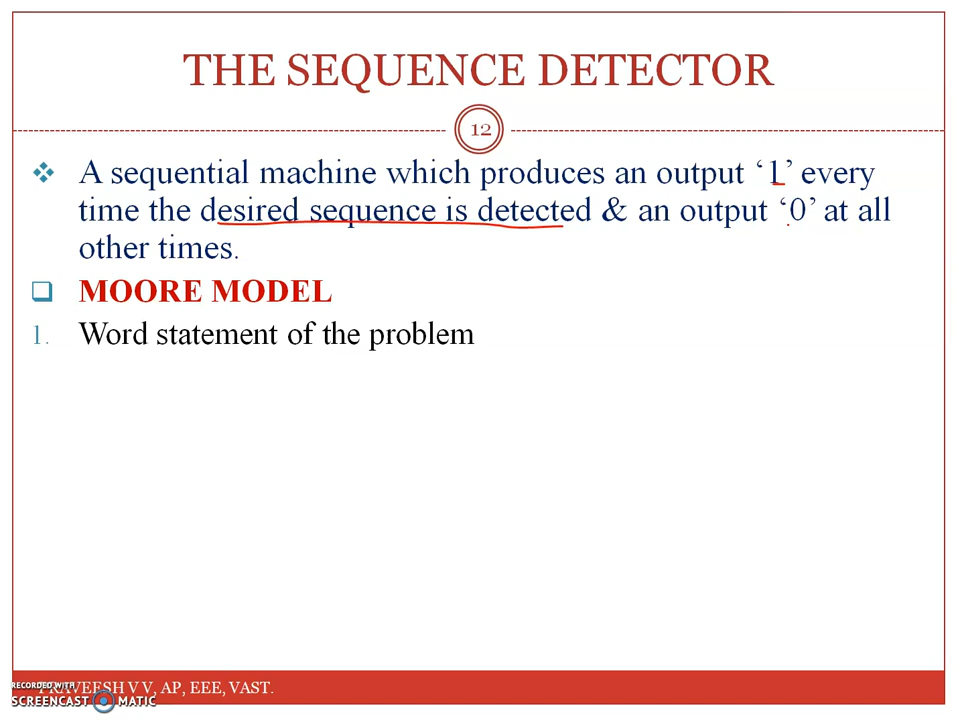 THE SEQUENCE DETECTOR
12
A sequential machine which produces an output ‘1’ every
time the desired sequence is detected & an output ‘0’ at all
other times.
MOORE MODEL
1. Word statement of the problem
PRAVEESH V V, AP, EEE, VAST.
RECORDED WITH
SCREENCAST MATIC